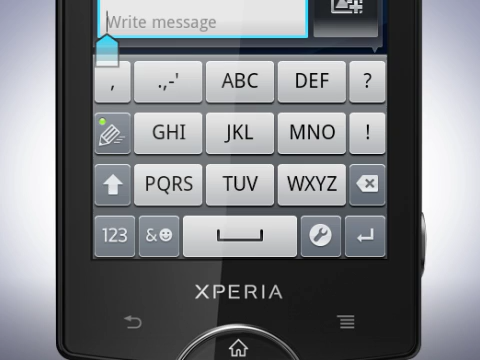 Write message
, .,-' ABC DEF ?
GHI JKL MNO !
PQRS TUV WXYZ
123 &
XPERIA